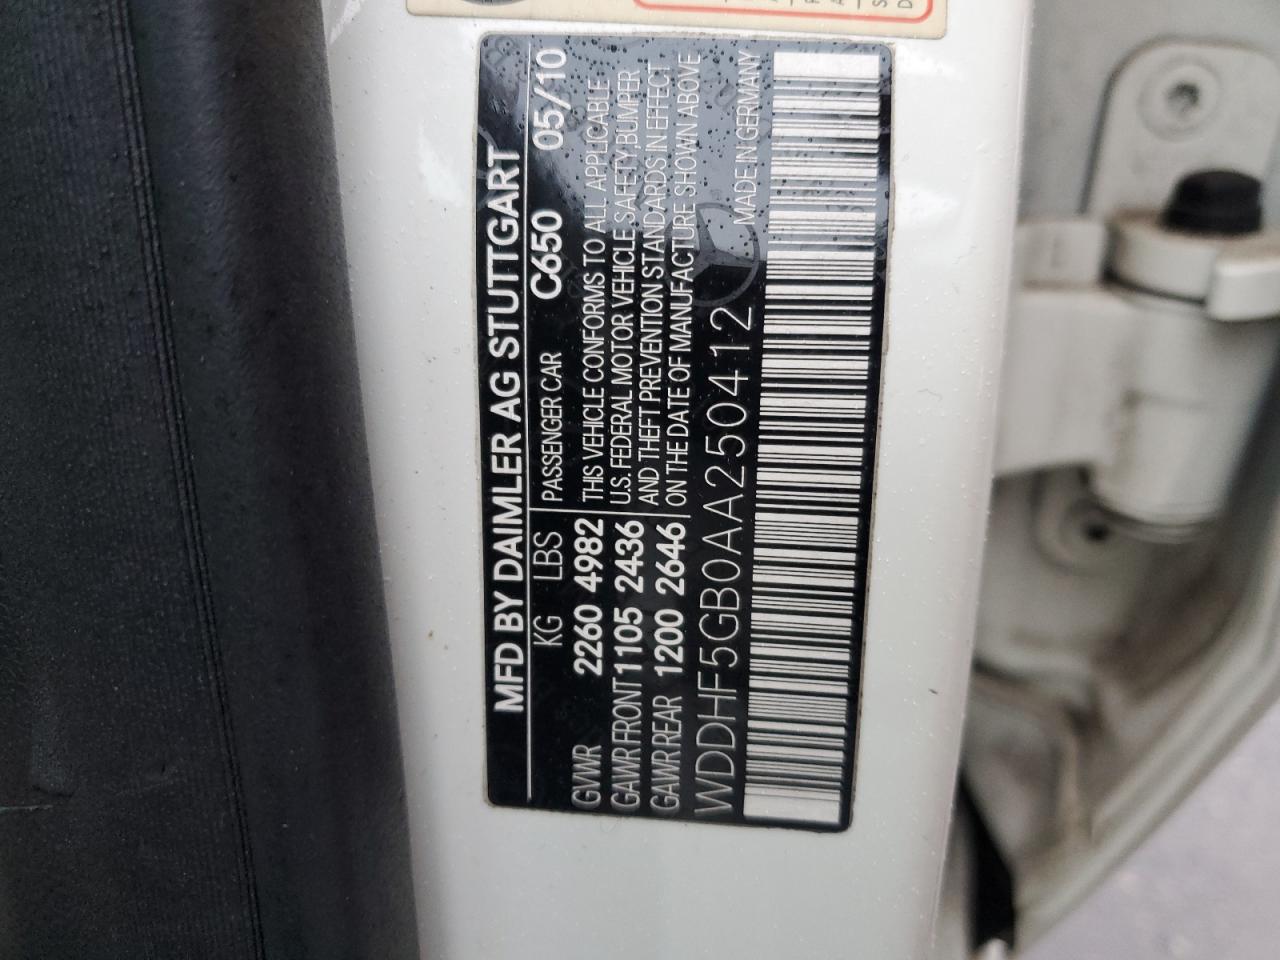 MFD BY DAIMLER AG STUTTGART
KG LBS PASSENGER CAR C650 05/10
GVWR 2260 4982 THIS VEHICLE CONFORMS TO ALL APPLICABLE
GAWR FRONT 1105 2436 U.S. FEDERAL MOTOR VEHICLE SAFETY, BUMPER
GAWR REAR 1200 2646 AND THEFT PREVENTION STANDARDS IN EFFECT
ON THE DATE OF MANUFACTURE SHOWN ABOVE
WDDHF5GB0AA250412 MADE IN GERMANY